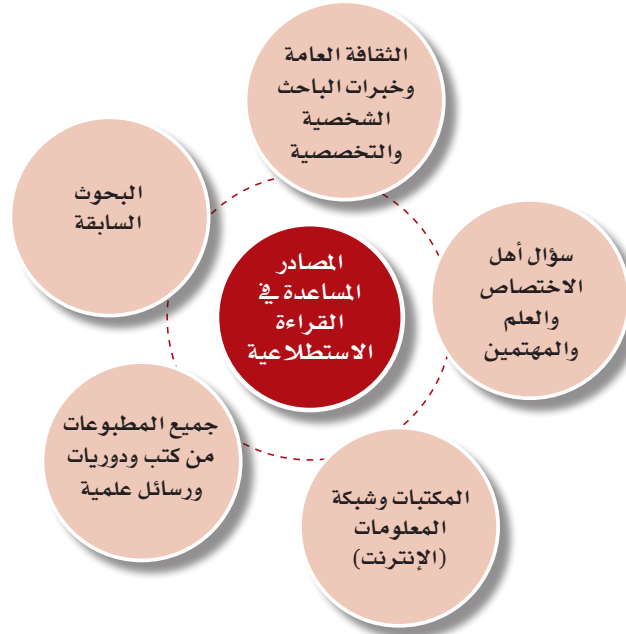 المصادر
المساعدة في
القراءة
الاستطلاعية
الثقافة العامة
وخبرات الباحث
الشخصية
والتخصصية
سؤال أهل
الاختصاص
والعلم
والمهتمين
المكتبات وشبكة
المعلومات
(الإنترنت)
جميع المطبوعات
من كتب ودوريات
ورسائل علمية
البحوث
السابقة